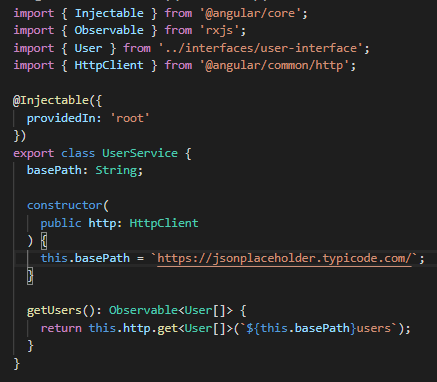 import { Injectable } from '@angular/core';
import { Observable } from 'rxjs';
import { User } from '../interfaces/user-interface';
import { HttpClient } from '@angular/common/http';

@Injectable({
  providedIn: 'root'
})
export class UserService {
  basePath: String;

  constructor(
    public http: HttpClient
  ) {
    this.basePath = `https://jsonplaceholder.typicode.com/`;
  }

  getUsers(): Observable<User[]> {
    return this.http.get<User[]>(`${this.basePath}users`);
  }
}